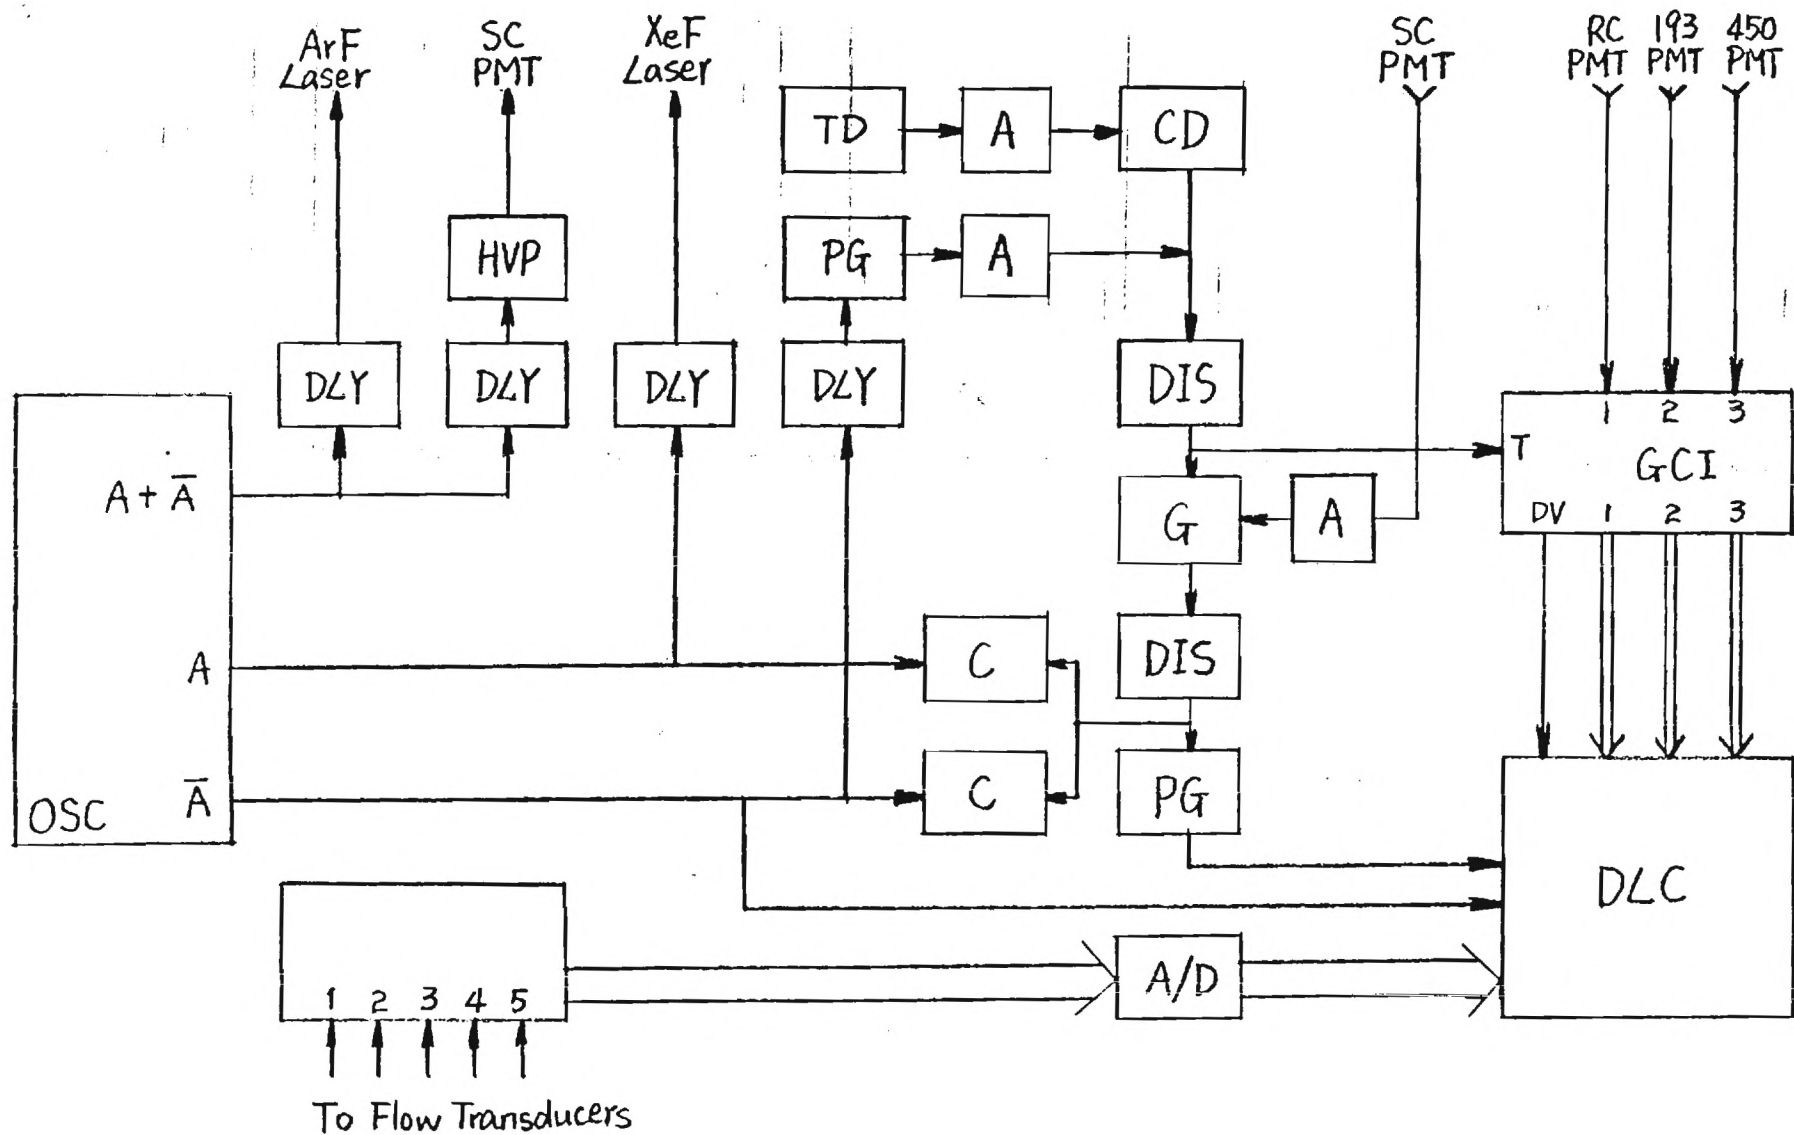 ArF
Laser
SC
PMT
XeF
Laser
SC
PMT
RC
PMT
193
PMT
450
PMT
TD
A
CD
HVP
PG
A
DLY
DLY
DLY
DLY
DIS
1 2 3
T
GCI
DV 1 2 3
A + Ā
G
A
A
C
DIS
Ā
OSC
C
PG
DLC
1 2 3 4 5
A/D
To Flow Transducers